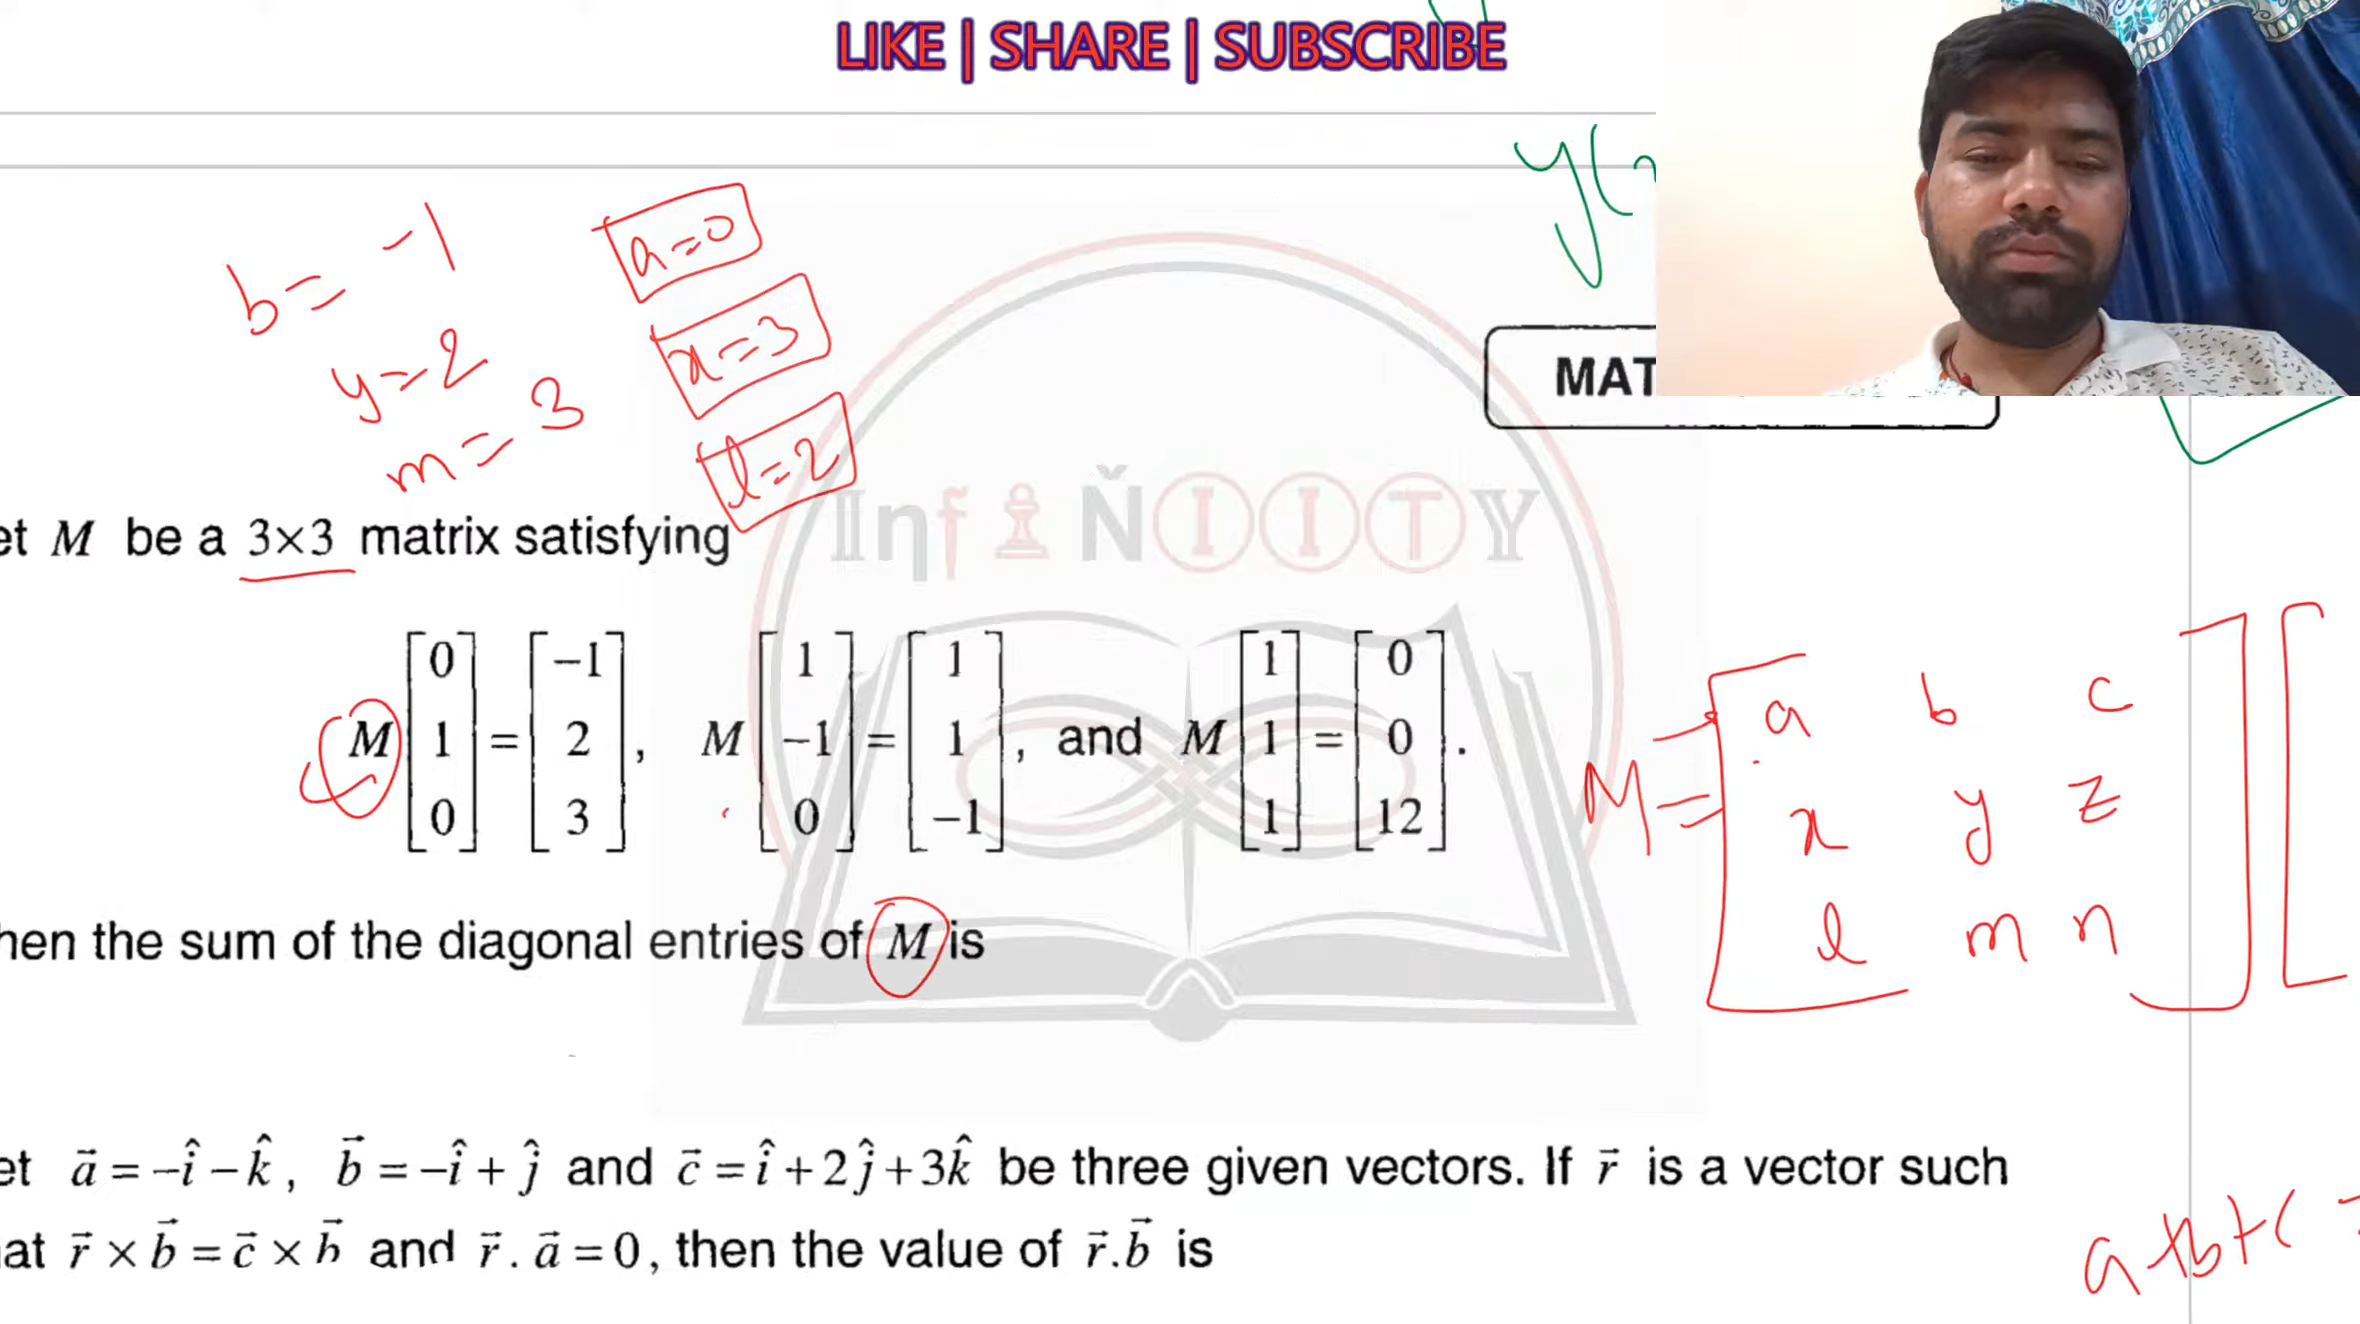 LIKE | SHARE | SUBSCRIBE
y(
b = -1
a=0
y=2
x=3
m = 3
l=2
MAT
et M be a 3×3 matrix satisfying
Inf Ň I I T Y
M [0 1 0] = [-1 2 3], M [1 -1 0] = [1 1 -1], and M [1 1 1] = [0 0 12].
M = [a b c
x y z
l m n] [
hen the sum of the diagonal entries of M is
et a⃗ = -î - k̂, b⃗ = -î + ĵ and c⃗ = î + 2ĵ + 3k̂ be three given vectors. If r⃗ is a vector such
at r⃗ × b⃗ = c⃗ × b⃗ and r⃗ . a⃗ = 0, then the value of r⃗.b⃗ is
a+b+c